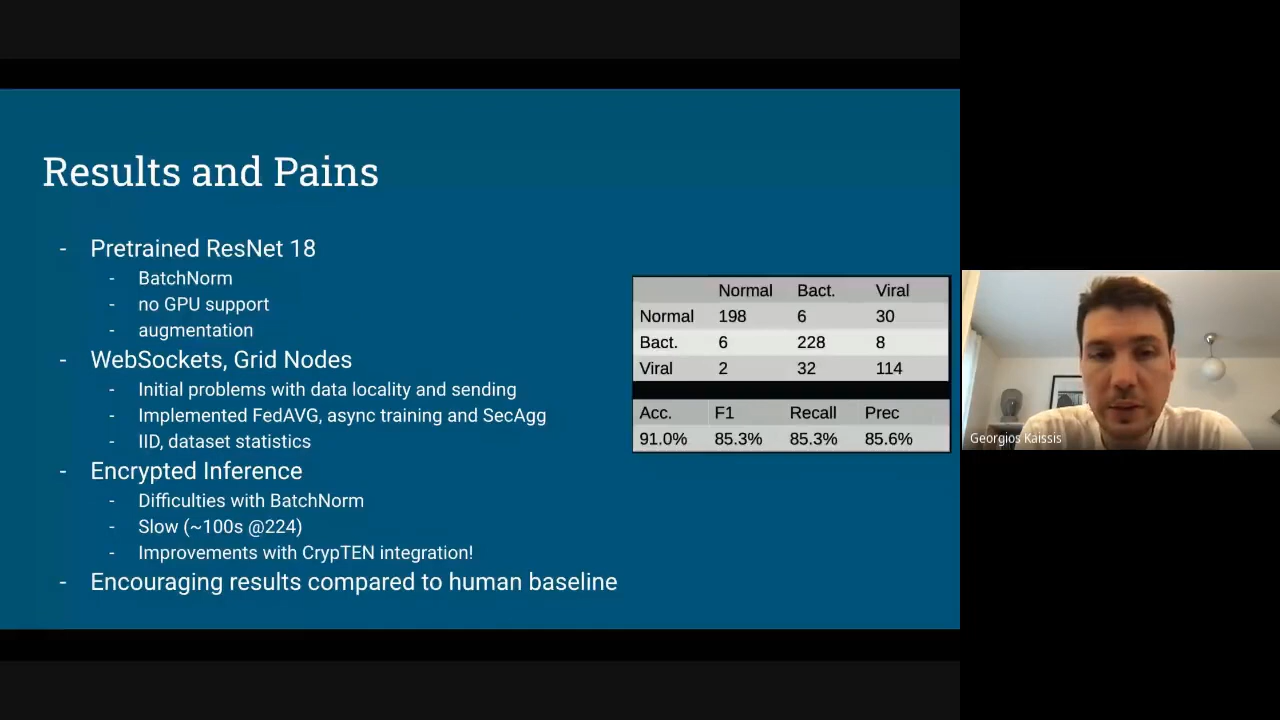 Results and Pains
- Pretrained ResNet 18
- BatchNorm
- no GPU support
- augmentation
- WebSockets, Grid Nodes
- Initial problems with data locality and sending
- Implemented FedAVG, async training and SecAgg
- IID, dataset statistics
- Encrypted Inference
- Difficulties with BatchNorm
- Slow (~100s @224)
- Improvements with CrypTEN integration!
- Encouraging results compared to human baseline
Normal Bact. Viral
Normal 198 6 30
Bact. 6 228 8
Viral 2 32 114
Acc. F1 Recall Prec
91.0% 85.3% 85.3% 85.6%
Georgios Kaissis